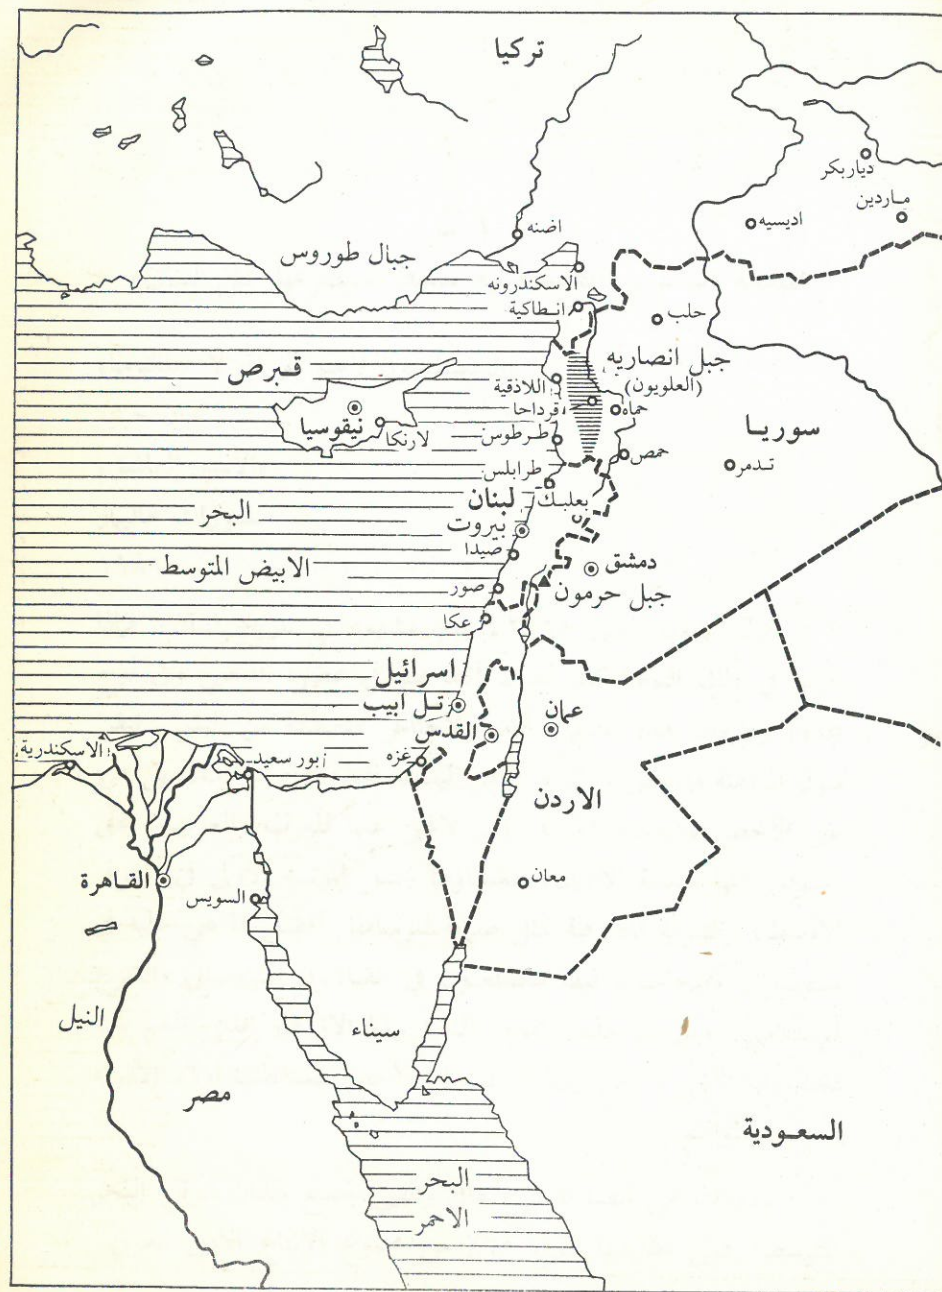 تركيا
دياربكر
ماردين
اديسيه
اضنه
جبال طوروس
الاسكندرونه
انطاكية
حلب
جبل انصاريه
(العلويون)
قبرص
اللاذقية
قرداحا
حماه
نيقوسيا
لارنكا
سوريا
طرطوس
حمص
تدمر
طرابلس
لبنان
بعلبك
البحر
الابيض المتوسط
بيروت
صيدا
دمشق
جبل حرمون
صور
عكا
اسرائيل
تل ابيب
القدس
عمان
الاسكندرية
بور سعيد
غزه
الاردن
القاهرة
السويس
معان
النيل
سيناء
مصر
السعودية
البحر
الاحمر